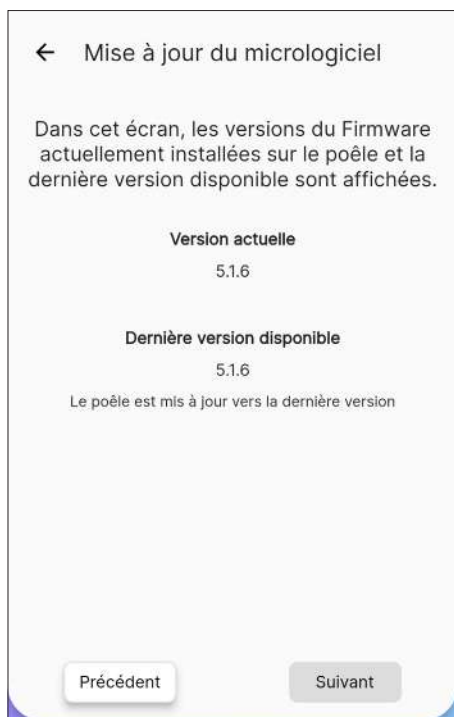 Mise à jour du micrologiciel
Dans cet écran, les versions du Firmware
actuellement installées sur le poêle et la
dernière version disponible sont affichées.
Version actuelle
5.1.6
Dernière version disponible
5.1.6
Le poêle est mis à jour vers la dernière version
Précédent
Suivant